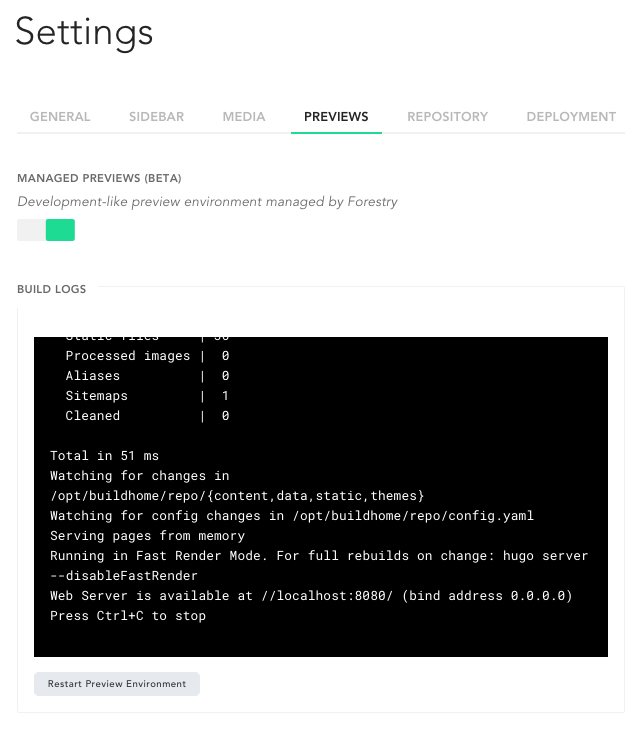 Settings
GENERAL SIDEBAR MEDIA PREVIEWS REPOSITORY DEPLOYMENT
MANAGED PREVIEWS (BETA)
Development-like preview environment managed by Forestry
BUILD LOGS
Static files | 30
Processed images | 0
Aliases | 0
Sitemaps | 1
Cleaned | 0
Total in 51 ms
Watching for changes in
/opt/buildhome/repo/{content,data,static,themes}
Watching for config changes in /opt/buildhome/repo/config.yaml
Serving pages from memory
Running in Fast Render Mode. For full rebuilds on change: hugo server
--disableFastRender
Web Server is available at //localhost:8080/ (bind address 0.0.0.0)
Press Ctrl+C to stop
Restart Preview Environment